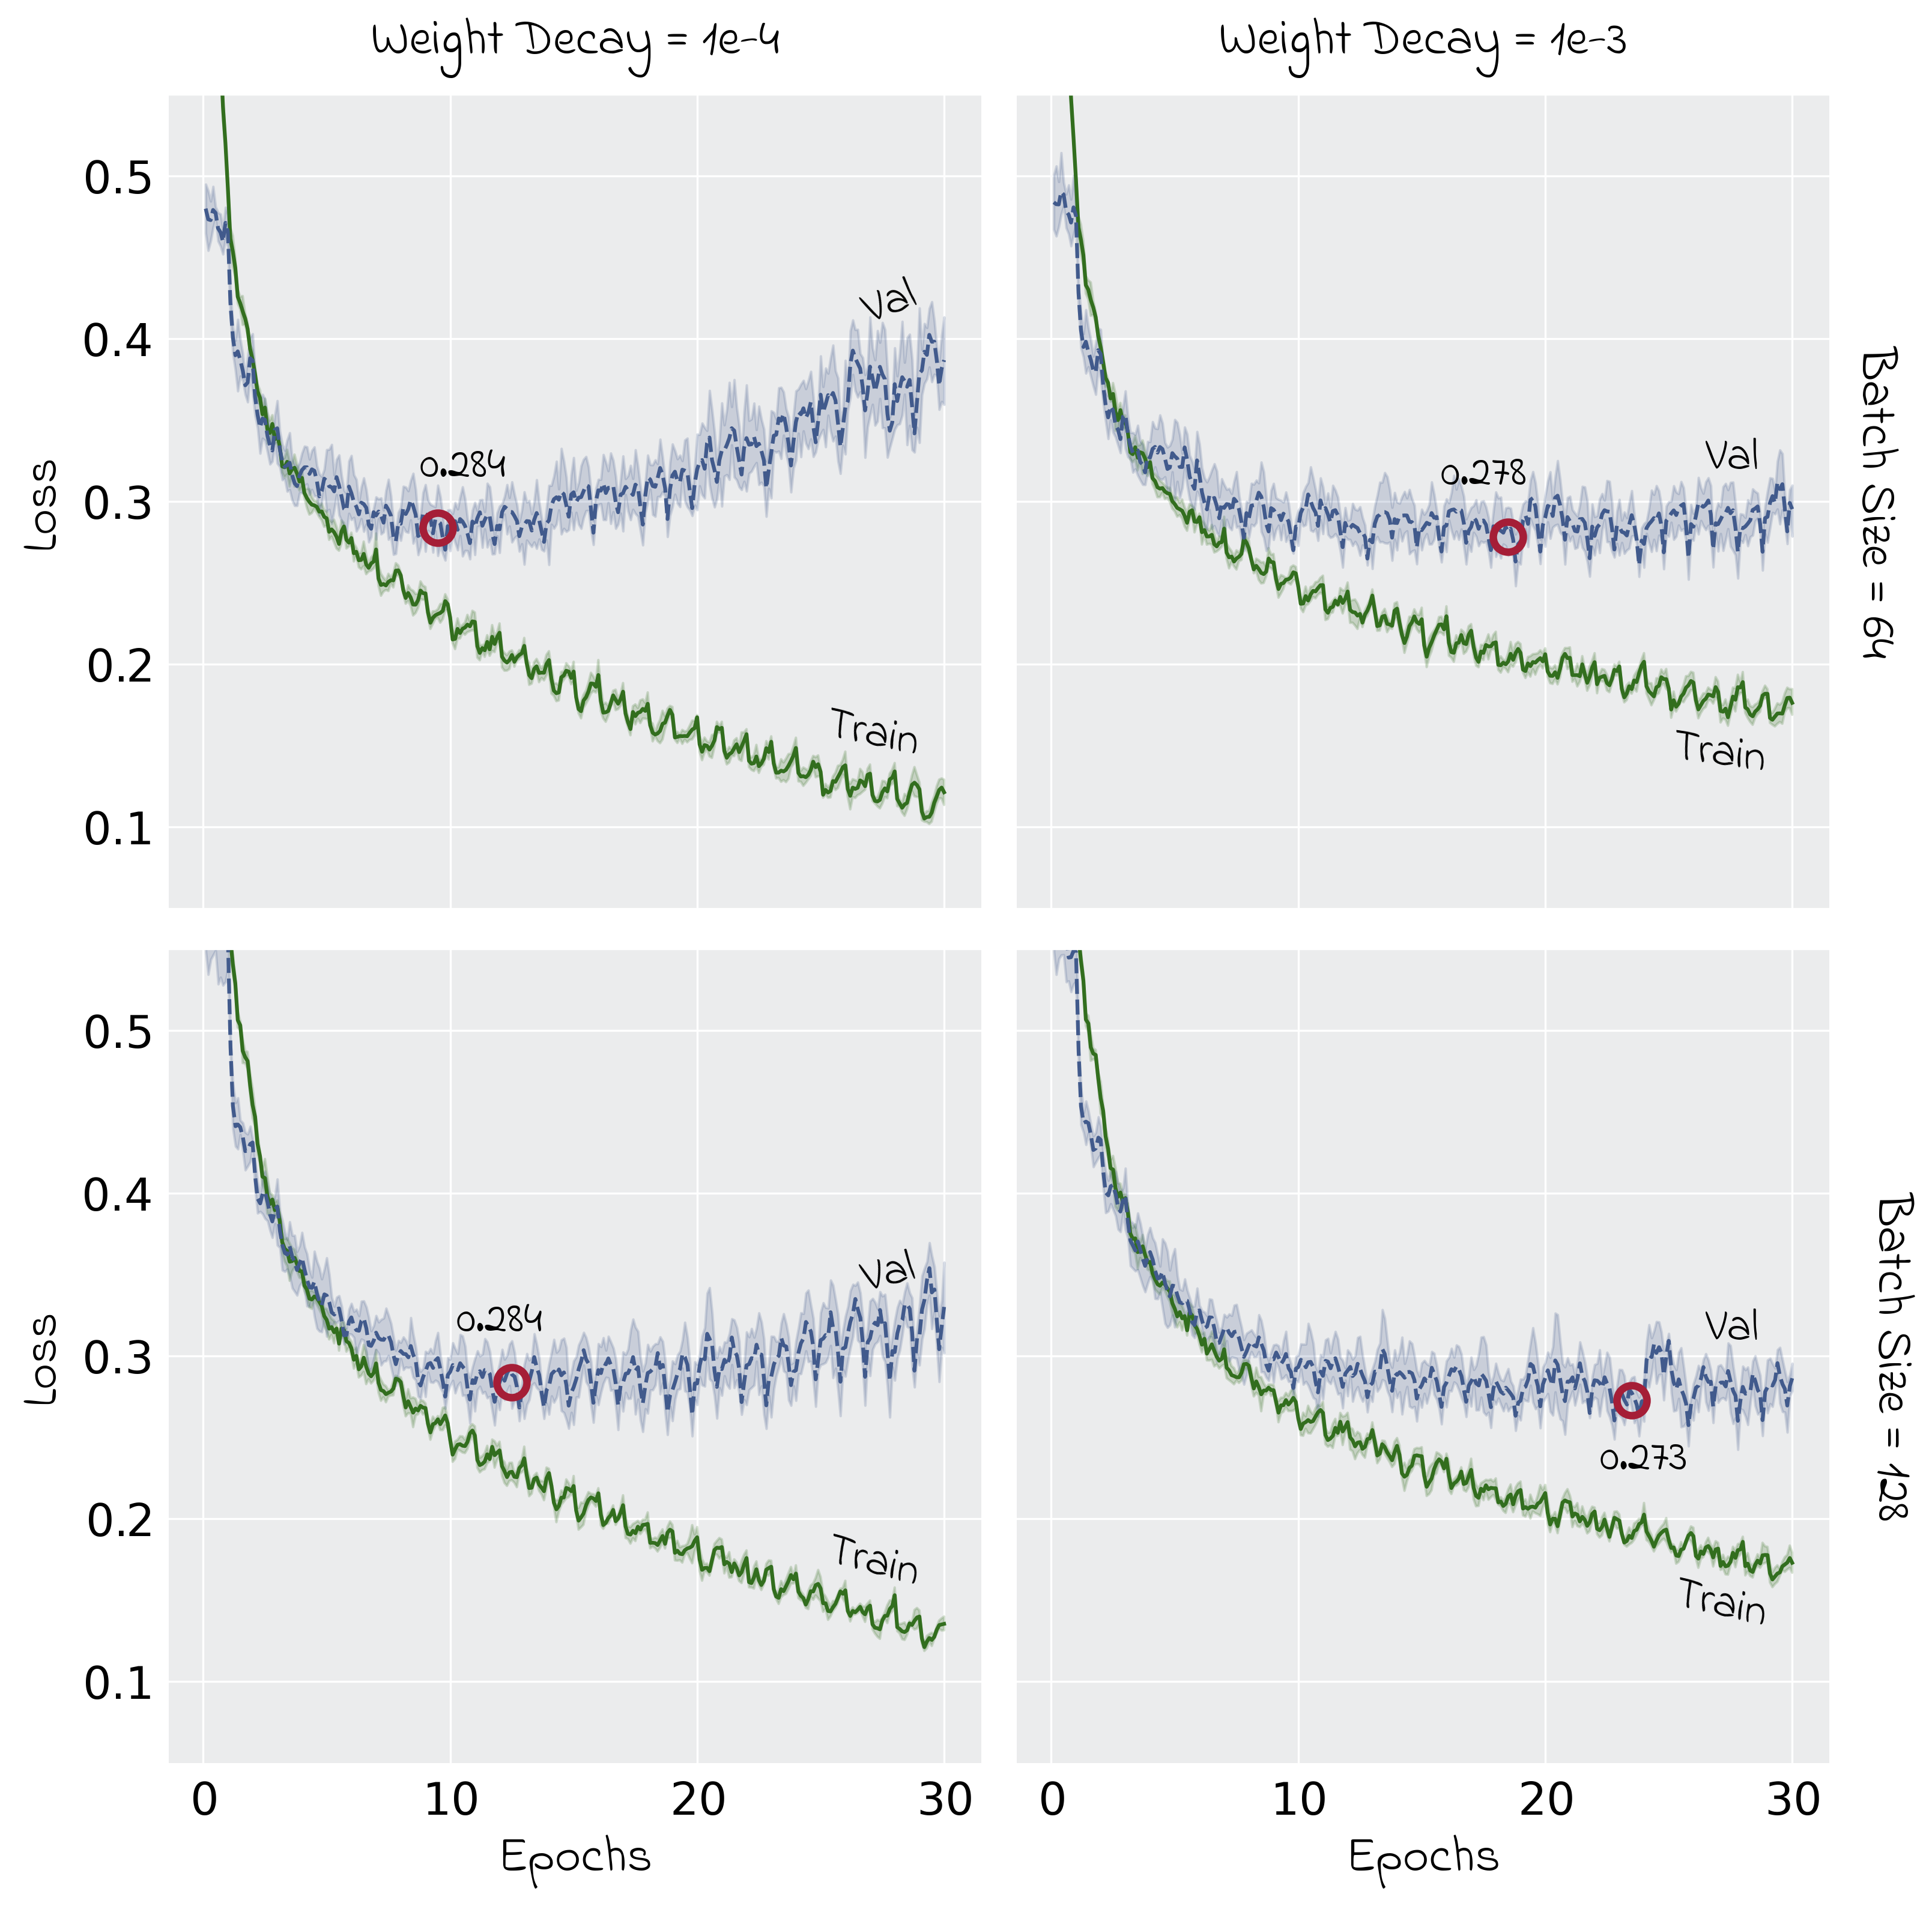 Weight Decay = 1e-4
Weight Decay = 1e-3
0.5
0.4
0.3
0.2
0.1
Loss
Val
0.284
Train
Val
0.278
Train
Batch Size = 64
0.5
0.4
0.3
0.2
0.1
Loss
Val
0.284
Train
Val
0.273
Train
Batch Size = 128
0 10 20 30
Epochs
0 10 20 30
Epochs